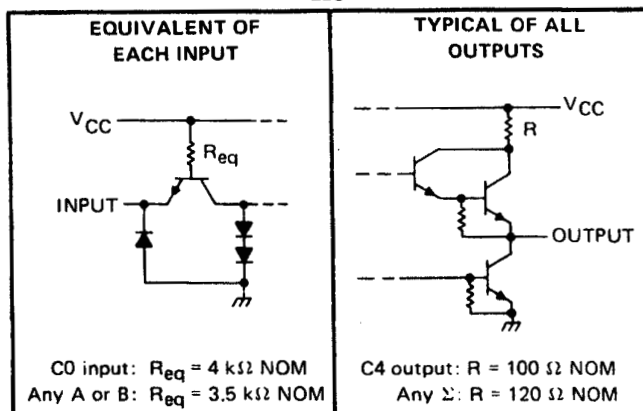 EQUIVALENT OF
EACH INPUT
VCC
Req
INPUT
C0 input: Req = 4 kΩ NOM
Any A or B: Req = 3.5 kΩ NOM
TYPICAL OF ALL
OUTPUTS
VCC
R
OUTPUT
C4 output: R = 100 Ω NOM
Any Σ: R = 120 Ω NOM